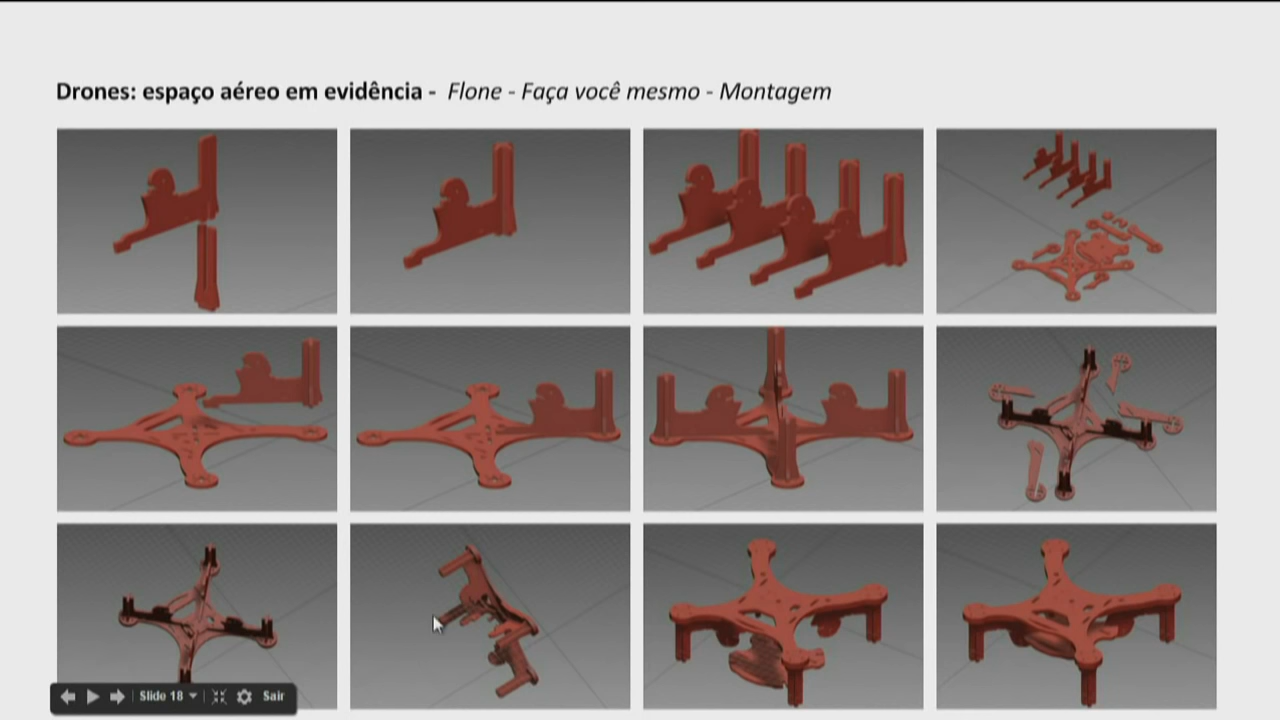 Drones: espaço aéreo em evidência - Flone - Faça você mesmo - Montagem
Slide 18
Sair